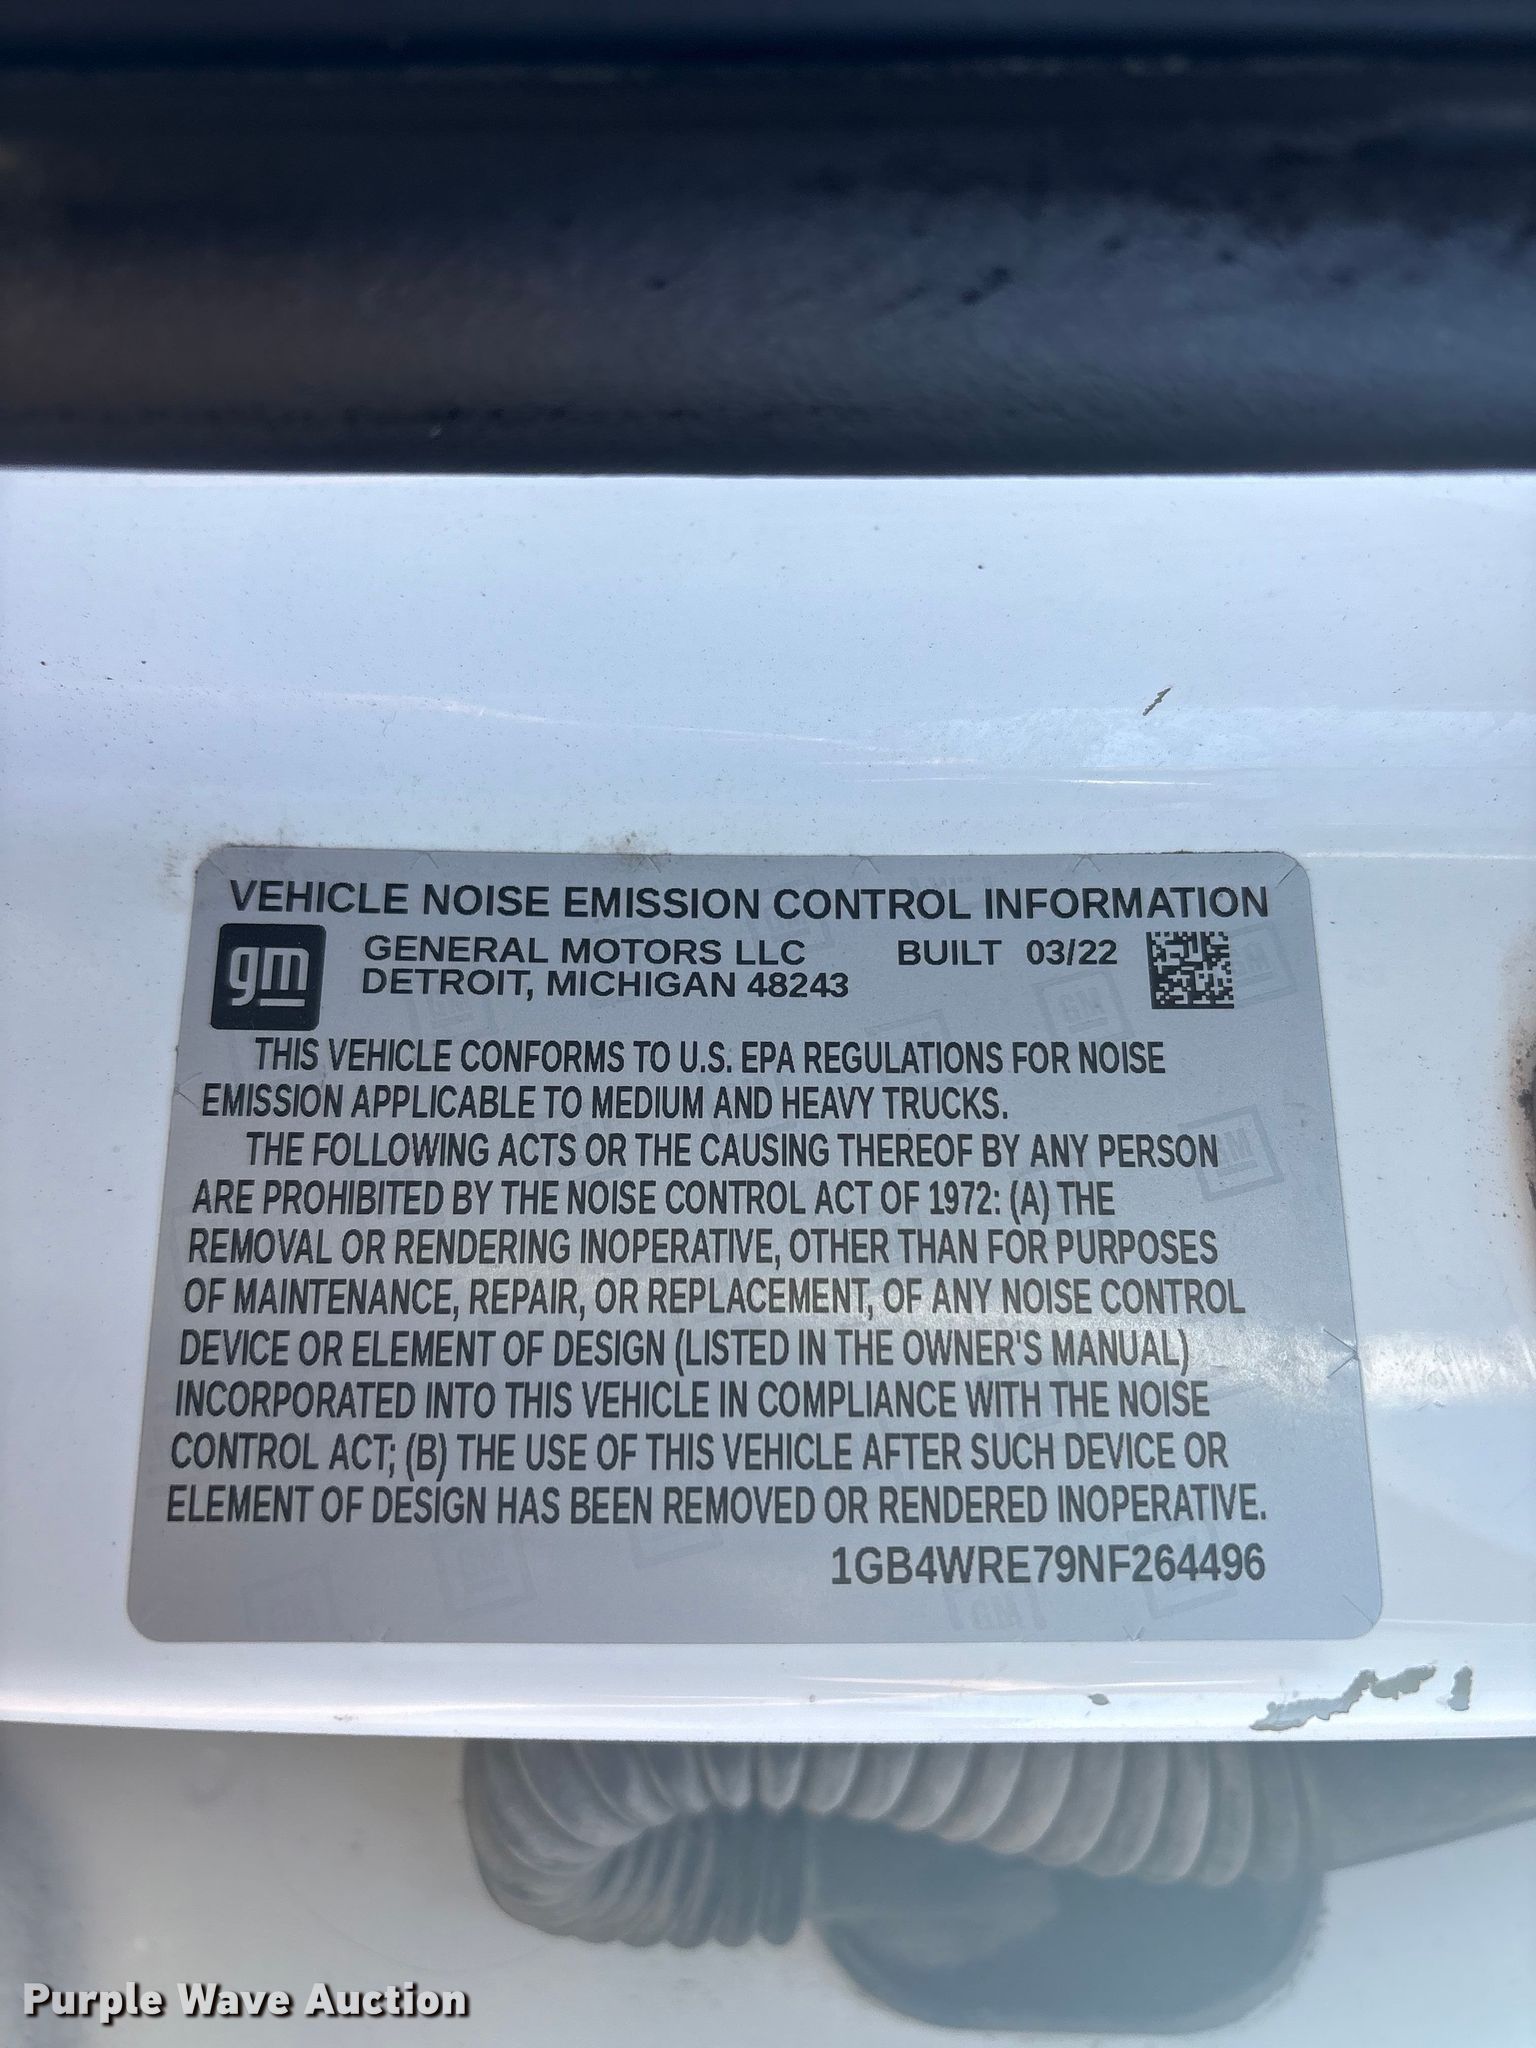 VEHICLE NOISE EMISSION CONTROL INFORMATION
gm
GENERAL MOTORS LLC BUILT 03/22
DETROIT, MICHIGAN 48243
THIS VEHICLE CONFORMS TO U.S. EPA REGULATIONS FOR NOISE
EMISSION APPLICABLE TO MEDIUM AND HEAVY TRUCKS.
THE FOLLOWING ACTS OR THE CAUSING THEREOF BY ANY PERSON
ARE PROHIBITED BY THE NOISE CONTROL ACT OF 1972: (A) THE
REMOVAL OR RENDERING INOPERATIVE, OTHER THAN FOR PURPOSES
OF MAINTENANCE, REPAIR, OR REPLACEMENT, OF ANY NOISE CONTROL
DEVICE OR ELEMENT OF DESIGN (LISTED IN THE OWNER'S MANUAL)
INCORPORATED INTO THIS VEHICLE IN COMPLIANCE WITH THE NOISE
CONTROL ACT; (B) THE USE OF THIS VEHICLE AFTER SUCH DEVICE OR
ELEMENT OF DESIGN HAS BEEN REMOVED OR RENDERED INOPERATIVE.
1GB4WRE79NF264496
Purple Wave Auction